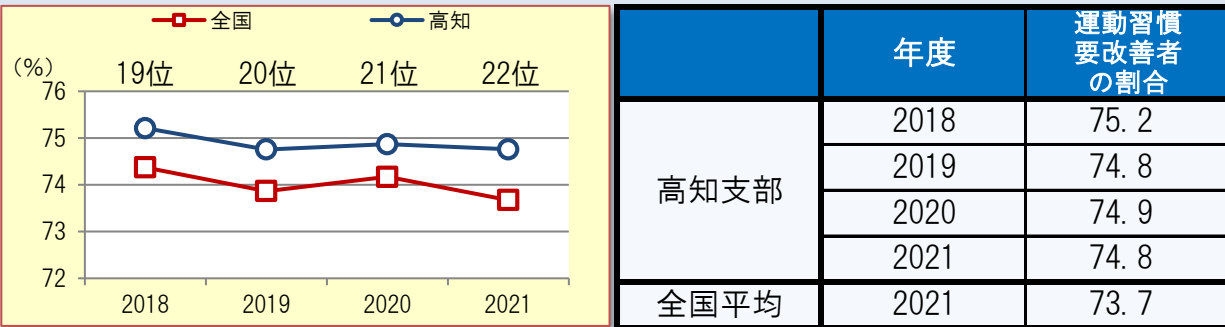 全国 高知
(%) 19位 20位 21位 22位
76
75
74
73
72
2018 2019 2020 2021
年度 運動習慣
要改善者
の割合
高知支部
2018 75.2
2019 74.8
2020 74.9
2021 74.8
全国平均 2021 73.7